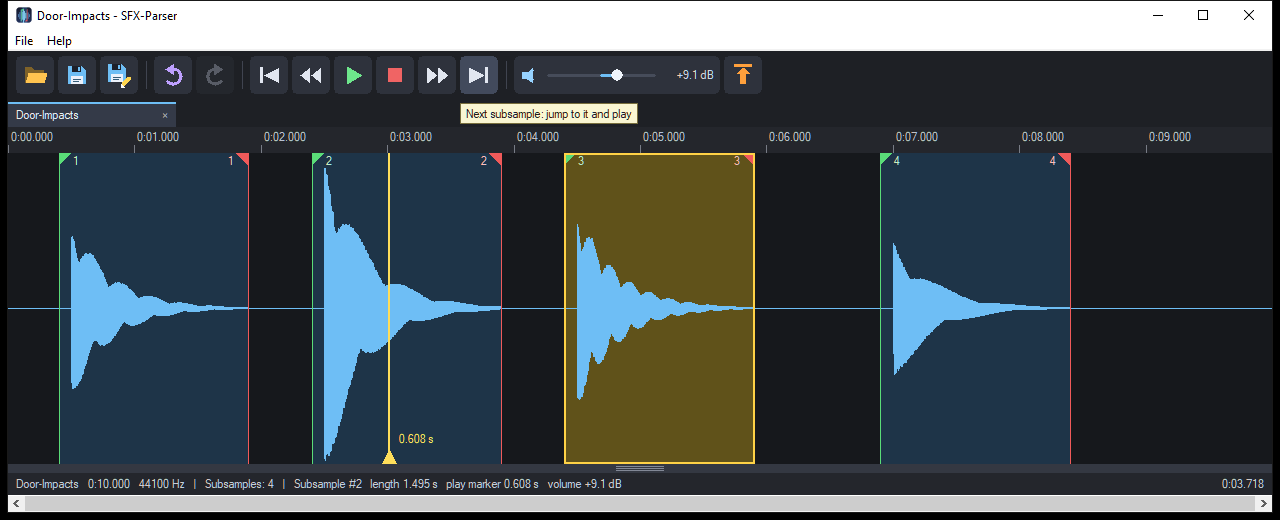 Door-Impacts - SFX-Parser
File Help
+9.1 dB
Next subsample: jump to it and play
Door-Impacts ×
0:00.000 0:01.000 0:02.000 0:03.000 0:04.000 0:05.000 0:06.000 0:07.000 0:08.000 0:09.000
1 1 2 2 3 3 4 4
0.608 s
Door-Impacts 0:10.000 44100 Hz | Subsamples: 4 | Subsample #2 length 1.495 s play marker 0.608 s volume +9.1 dB 0:03.718